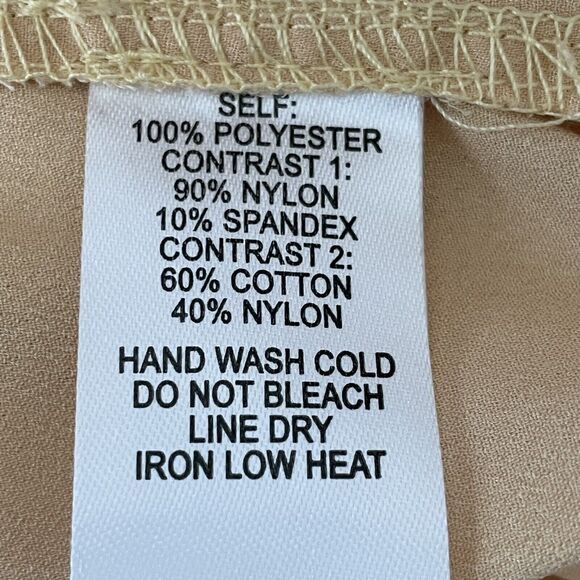 SELF:
100% POLYESTER
CONTRAST 1:
90% NYLON
10% SPANDEX
CONTRAST 2:
60% COTTON
40% NYLON
HAND WASH COLD
DO NOT BLEACH
LINE DRY
IRON LOW HEAT